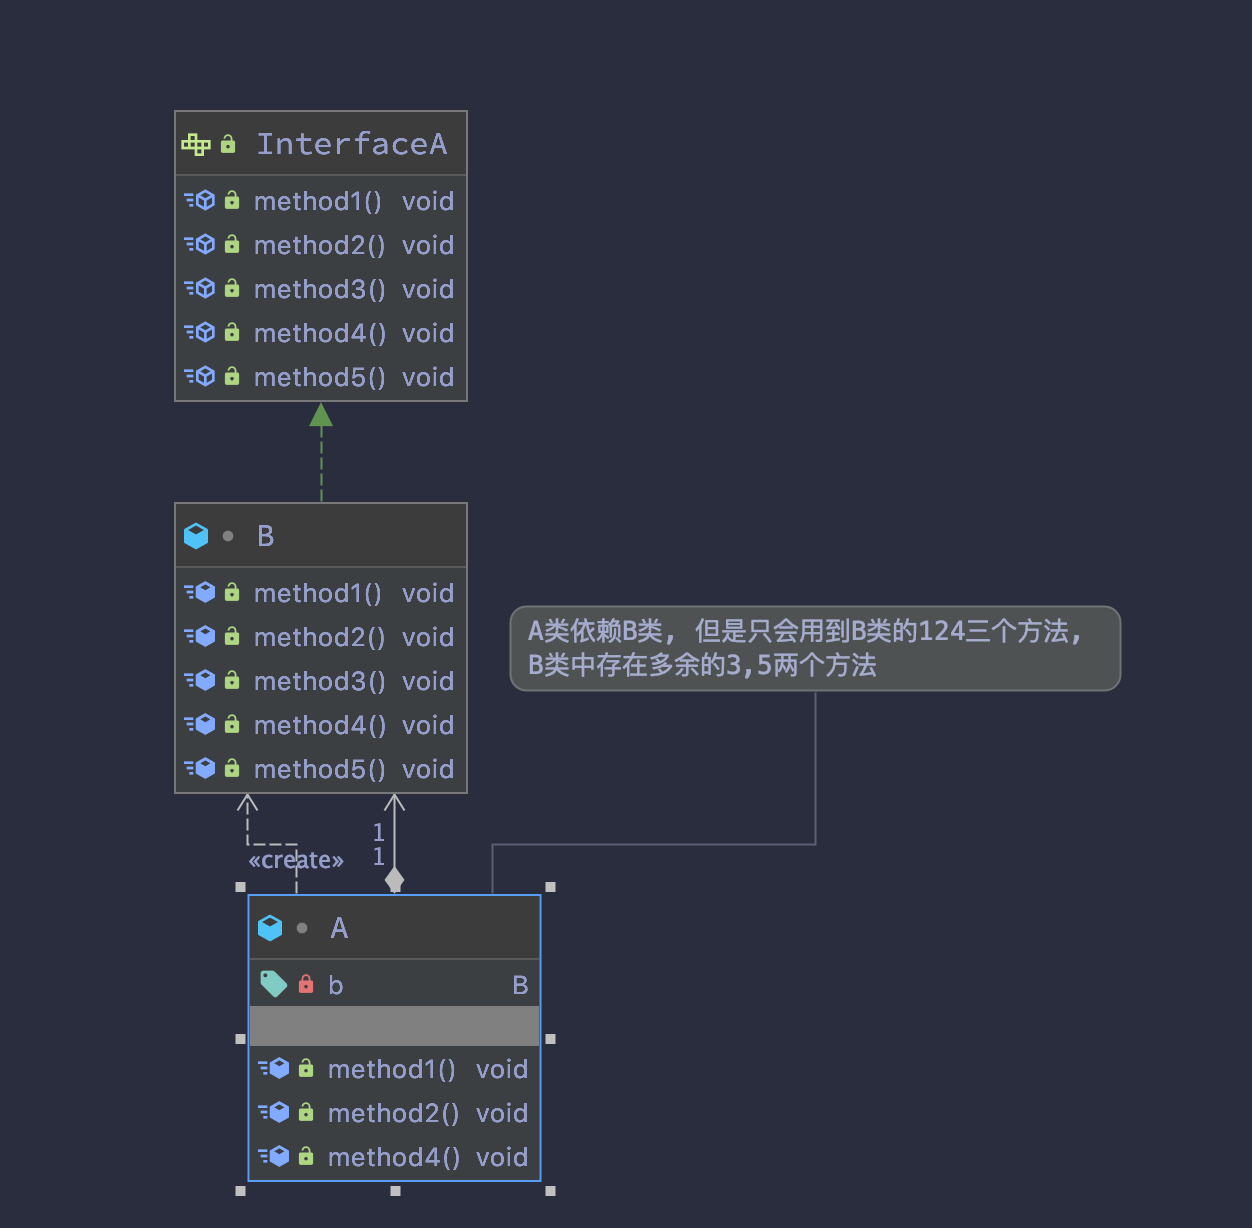 InterfaceA
method1() void
method2() void
method3() void
method4() void
method5() void
B
method1() void
method2() void
method3() void
method4() void
method5() void
A类依赖B类, 但是只会用到B类的124三个方法,
B类中存在多余的3,5两个方法
1
1
«create»
A
b B
method1() void
method2() void
method4() void